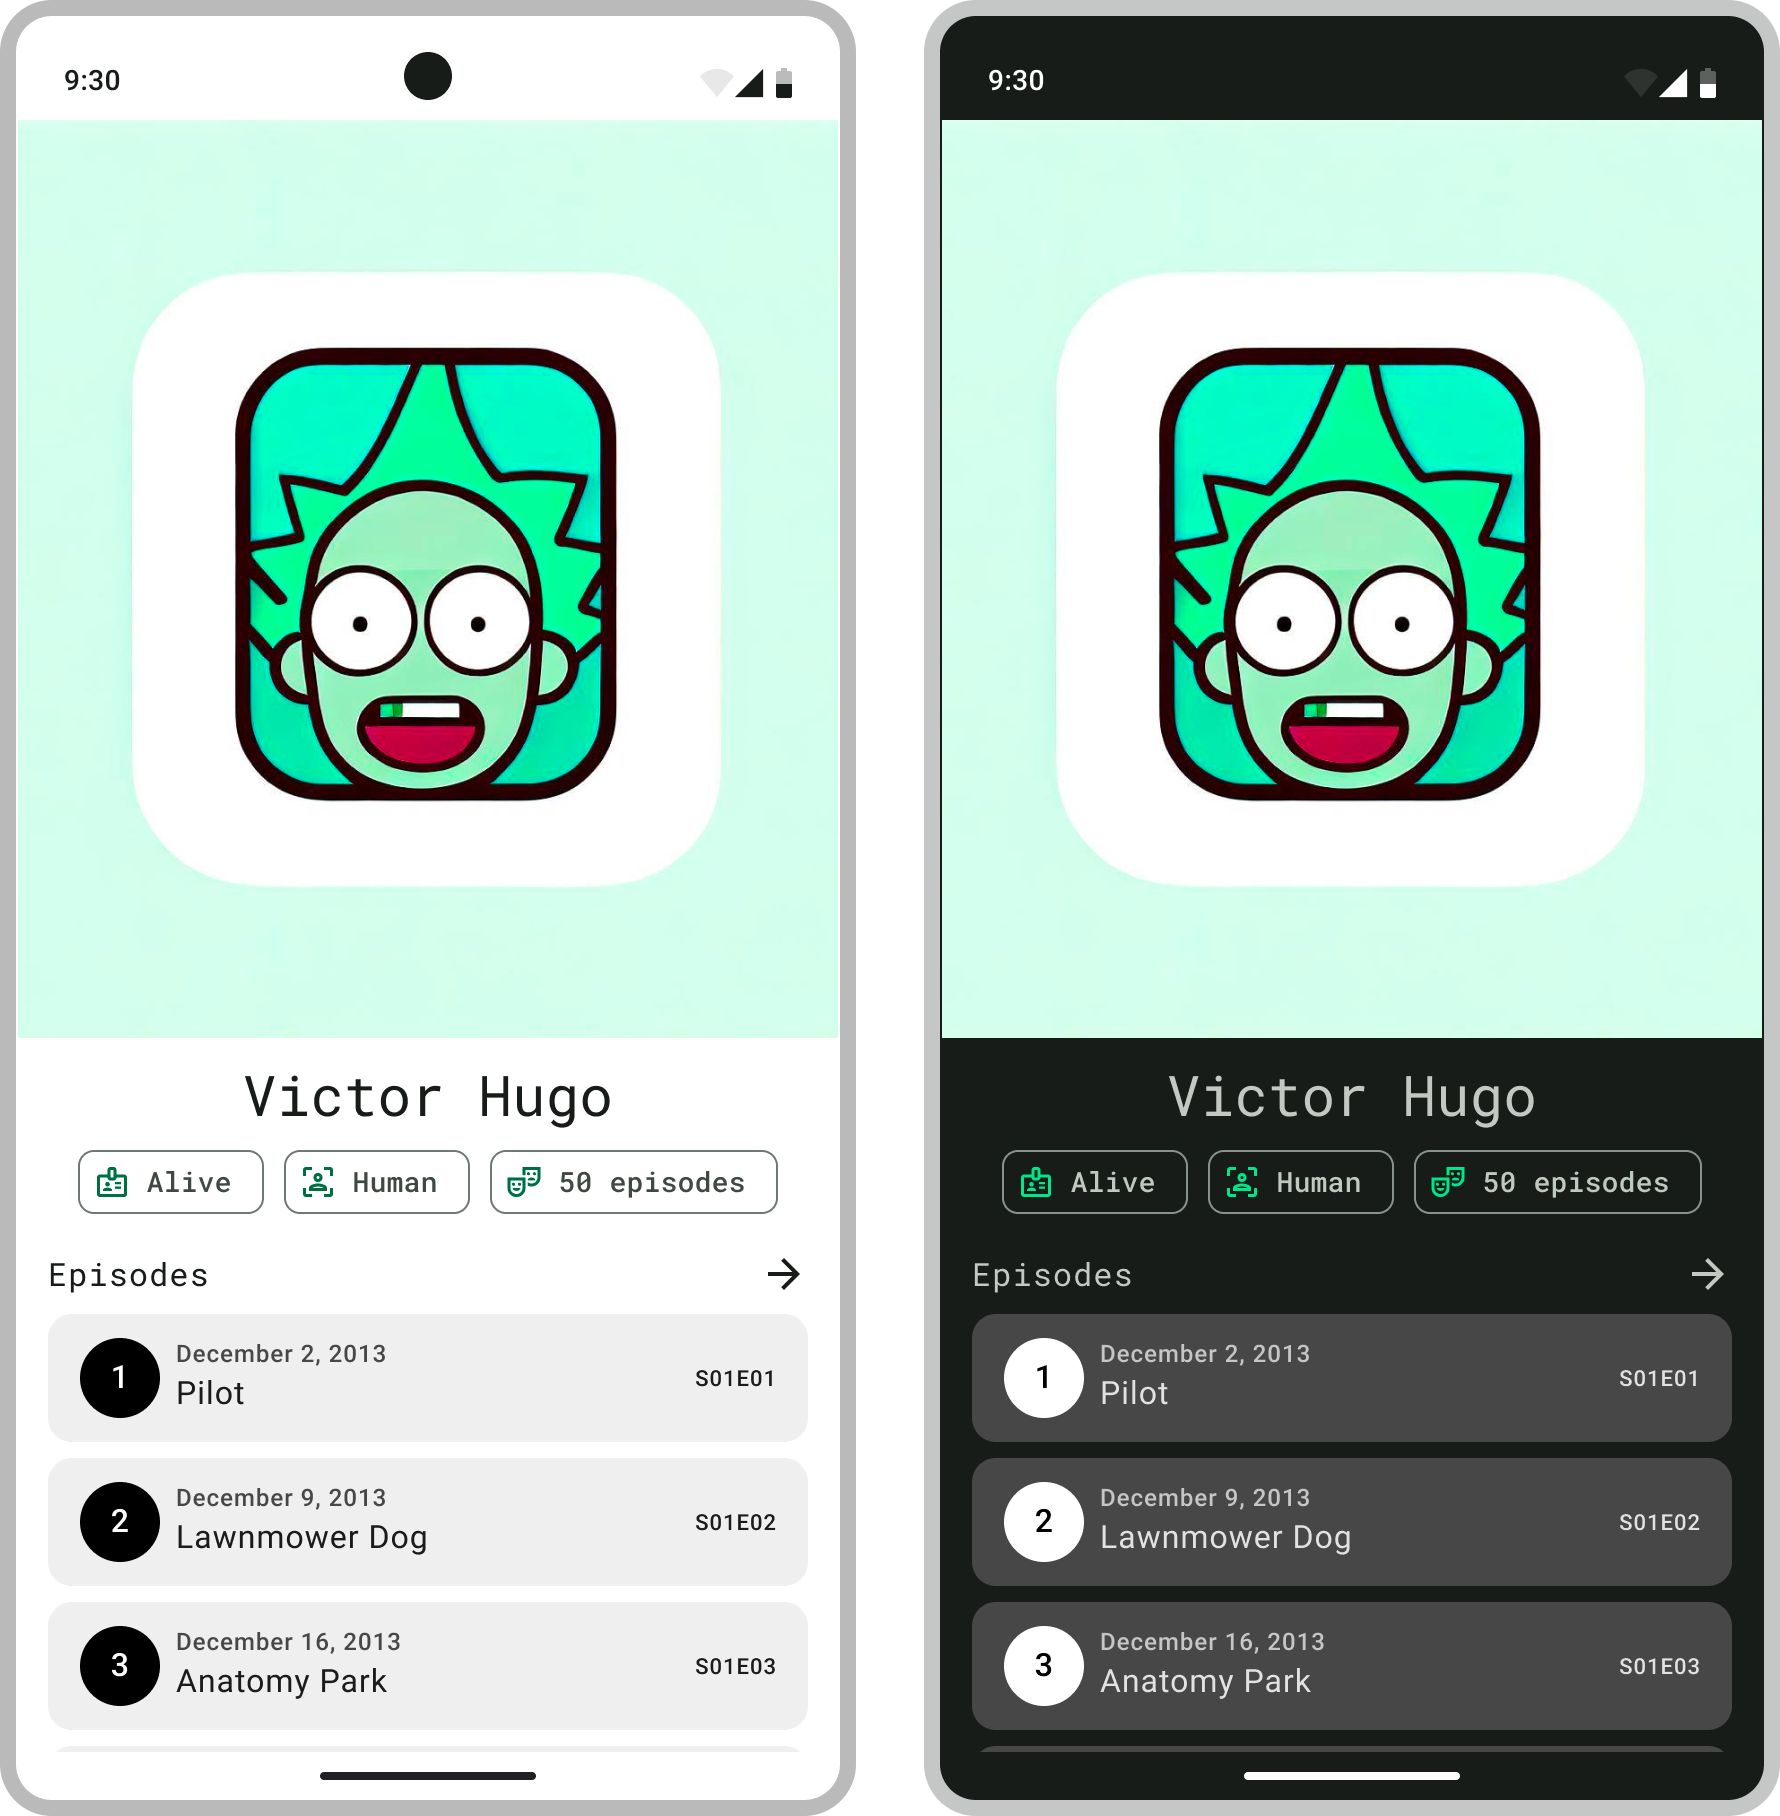 9:30
Victor Hugo
Alive
Human
50 episodes
Episodes
1
December 2, 2013
Pilot
S01E01
2
December 9, 2013
Lawnmower Dog
S01E02
3
December 16, 2013
Anatomy Park
S01E03
9:30
Victor Hugo
Alive
Human
50 episodes
Episodes
1
December 2, 2013
Pilot
S01E01
2
December 9, 2013
Lawnmower Dog
S01E02
3
December 16, 2013
Anatomy Park
S01E03